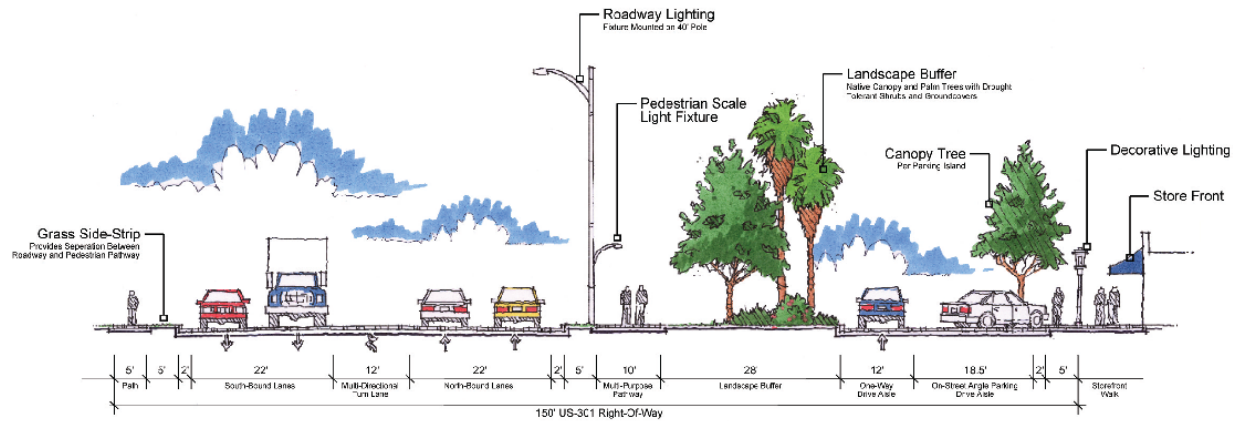 Roadway Lighting
Fixture Mounted on 40' Pole
Landscape Buffer
Native Canopy and Palm Trees with Drought
Tolerant Shrubs and Groundcovers
Pedestrian Scale
Light Fixture
Canopy Tree
Per Parking Island
Decorative Lighting
Store Front
Grass Side-Strip
Provides Seperation Between
Roadway and Pedestrian Pathway
5' 5' 2' 22' 12' 22' 2' 5' 10' 28' 12' 18.5' 2' 5'
Path South-Bound Lanes Multi-Directional North-Bound Lanes Multi-Purpose Landscape Buffer One-Way On-Street Angle Parking Storefront
Turn Lane Pathway Drive Aisle Drive Aisle Walk
150' US-301 Right-Of-Way